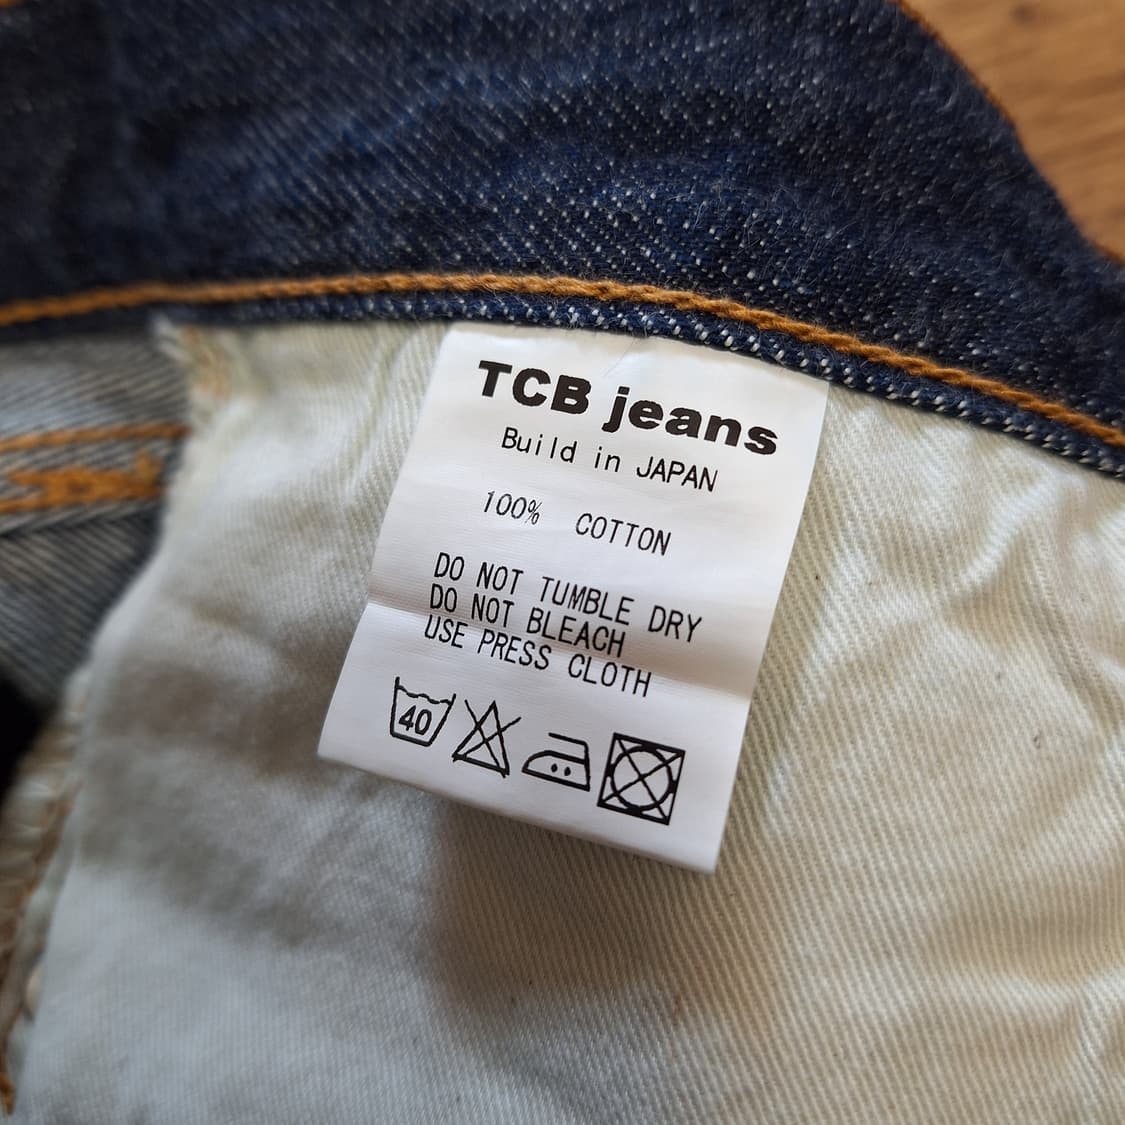 TCB jeans
Build in JAPAN
100% COTTON
DO NOT TUMBLE DRY
DO NOT BLEACH
USE PRESS CLOTH
40